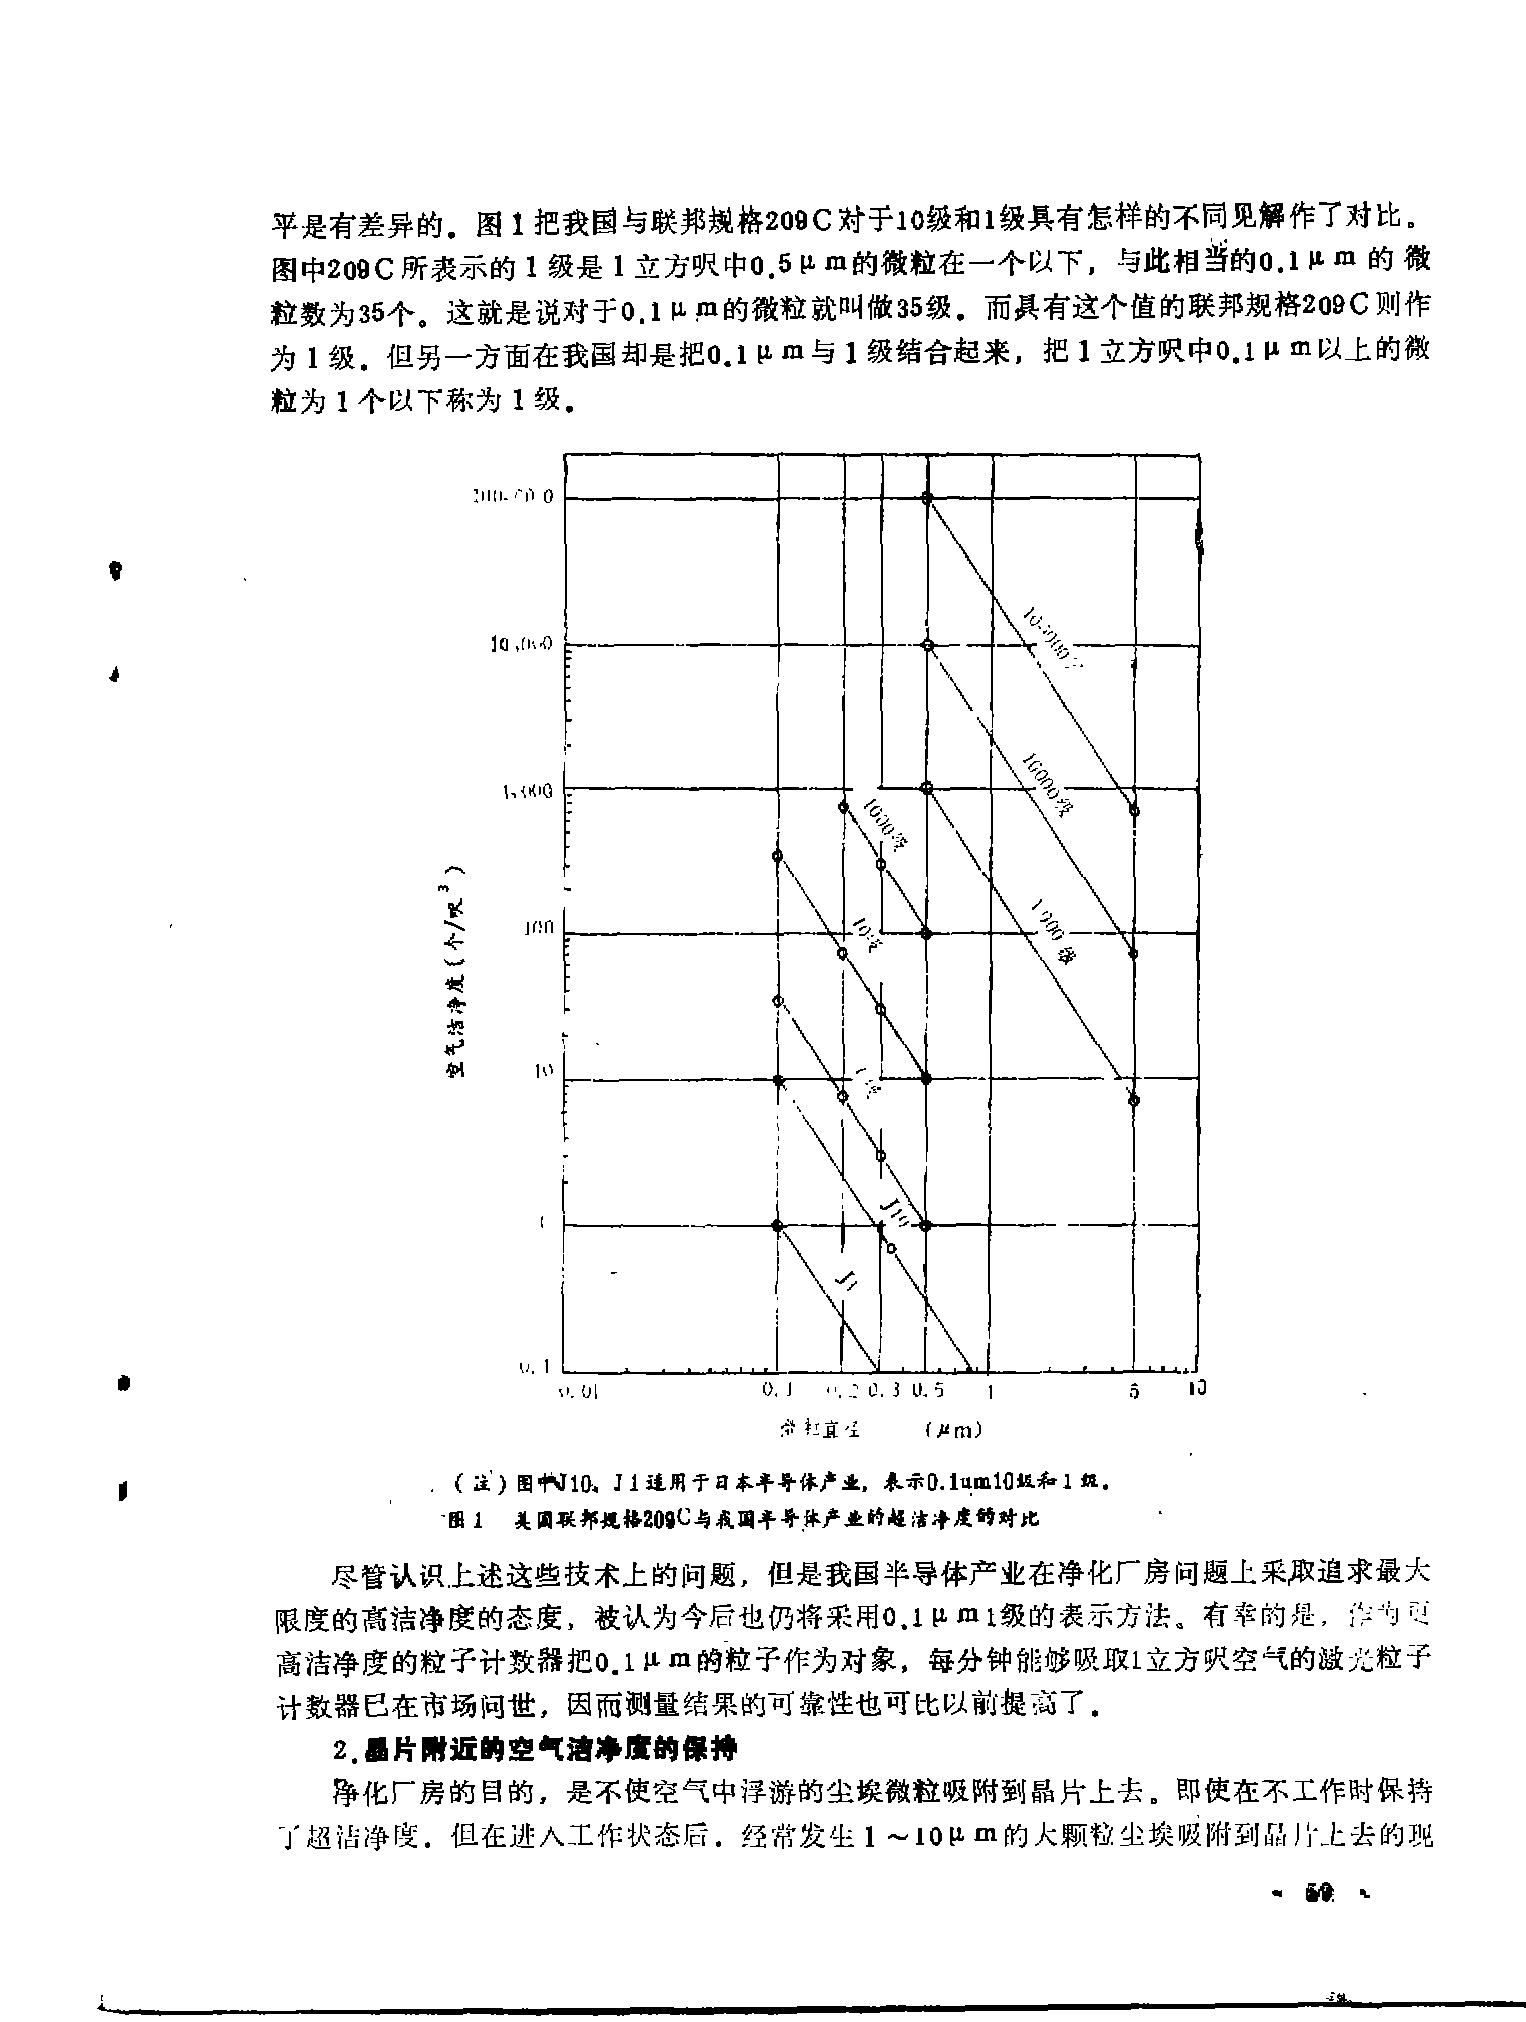 平是有差异的。图1把我国与联邦规格209C对于10级和1级具有怎样的不同见解作了对比。
图中209C所表示的1级是1立方呎中0.5μm的微粒在一个以下，与此相当的0.1μm的微
粒数为35个。这就是说对于0.1μm的微粒就叫做35级。而具有这个值的联邦规格209C则作
为1级。但另一方面在我国却是把0.1μm与1级结合起来，把1立方呎中0.1μm以上的微
粒为1个以下称为1级。
10000级
1000级
10级
1级
J10
J1
100
10
1
0.1
空气洁净度(个/呎³)
0.01 0.1 0.2 0.3 0.5 1 5 10
直径 (μm)
(注)图中J10、J1适用于日本半导体产业，表示0.1um10级和1级。
图1 美国联邦规格209C与我国半导体产业的超洁净度的对比
尽管认识上述这些技术上的问题，但是我国半导体产业在净化厂房问题上采取追求最大
限度的高洁净度的态度，被认为今后也仍将采用0.1μm1级的表示方法。有幸的是，作为更
高洁净度的粒子计数器把0.1μm的粒子作为对象，每分钟能够吸取1立方呎空气的激光粒子
计数器已在市场问世，因而测量结果的可靠性也可比以前提高了。
2.晶片附近的空气洁净度的保持
净化厂房的目的，是不使空气中浮游的尘埃微粒吸附到晶片上去。即使在不工作时保持
了超洁净度．但在进入工作状态后．经常发生1～10μm的大颗粒尘埃吸附到晶片上去的现
59